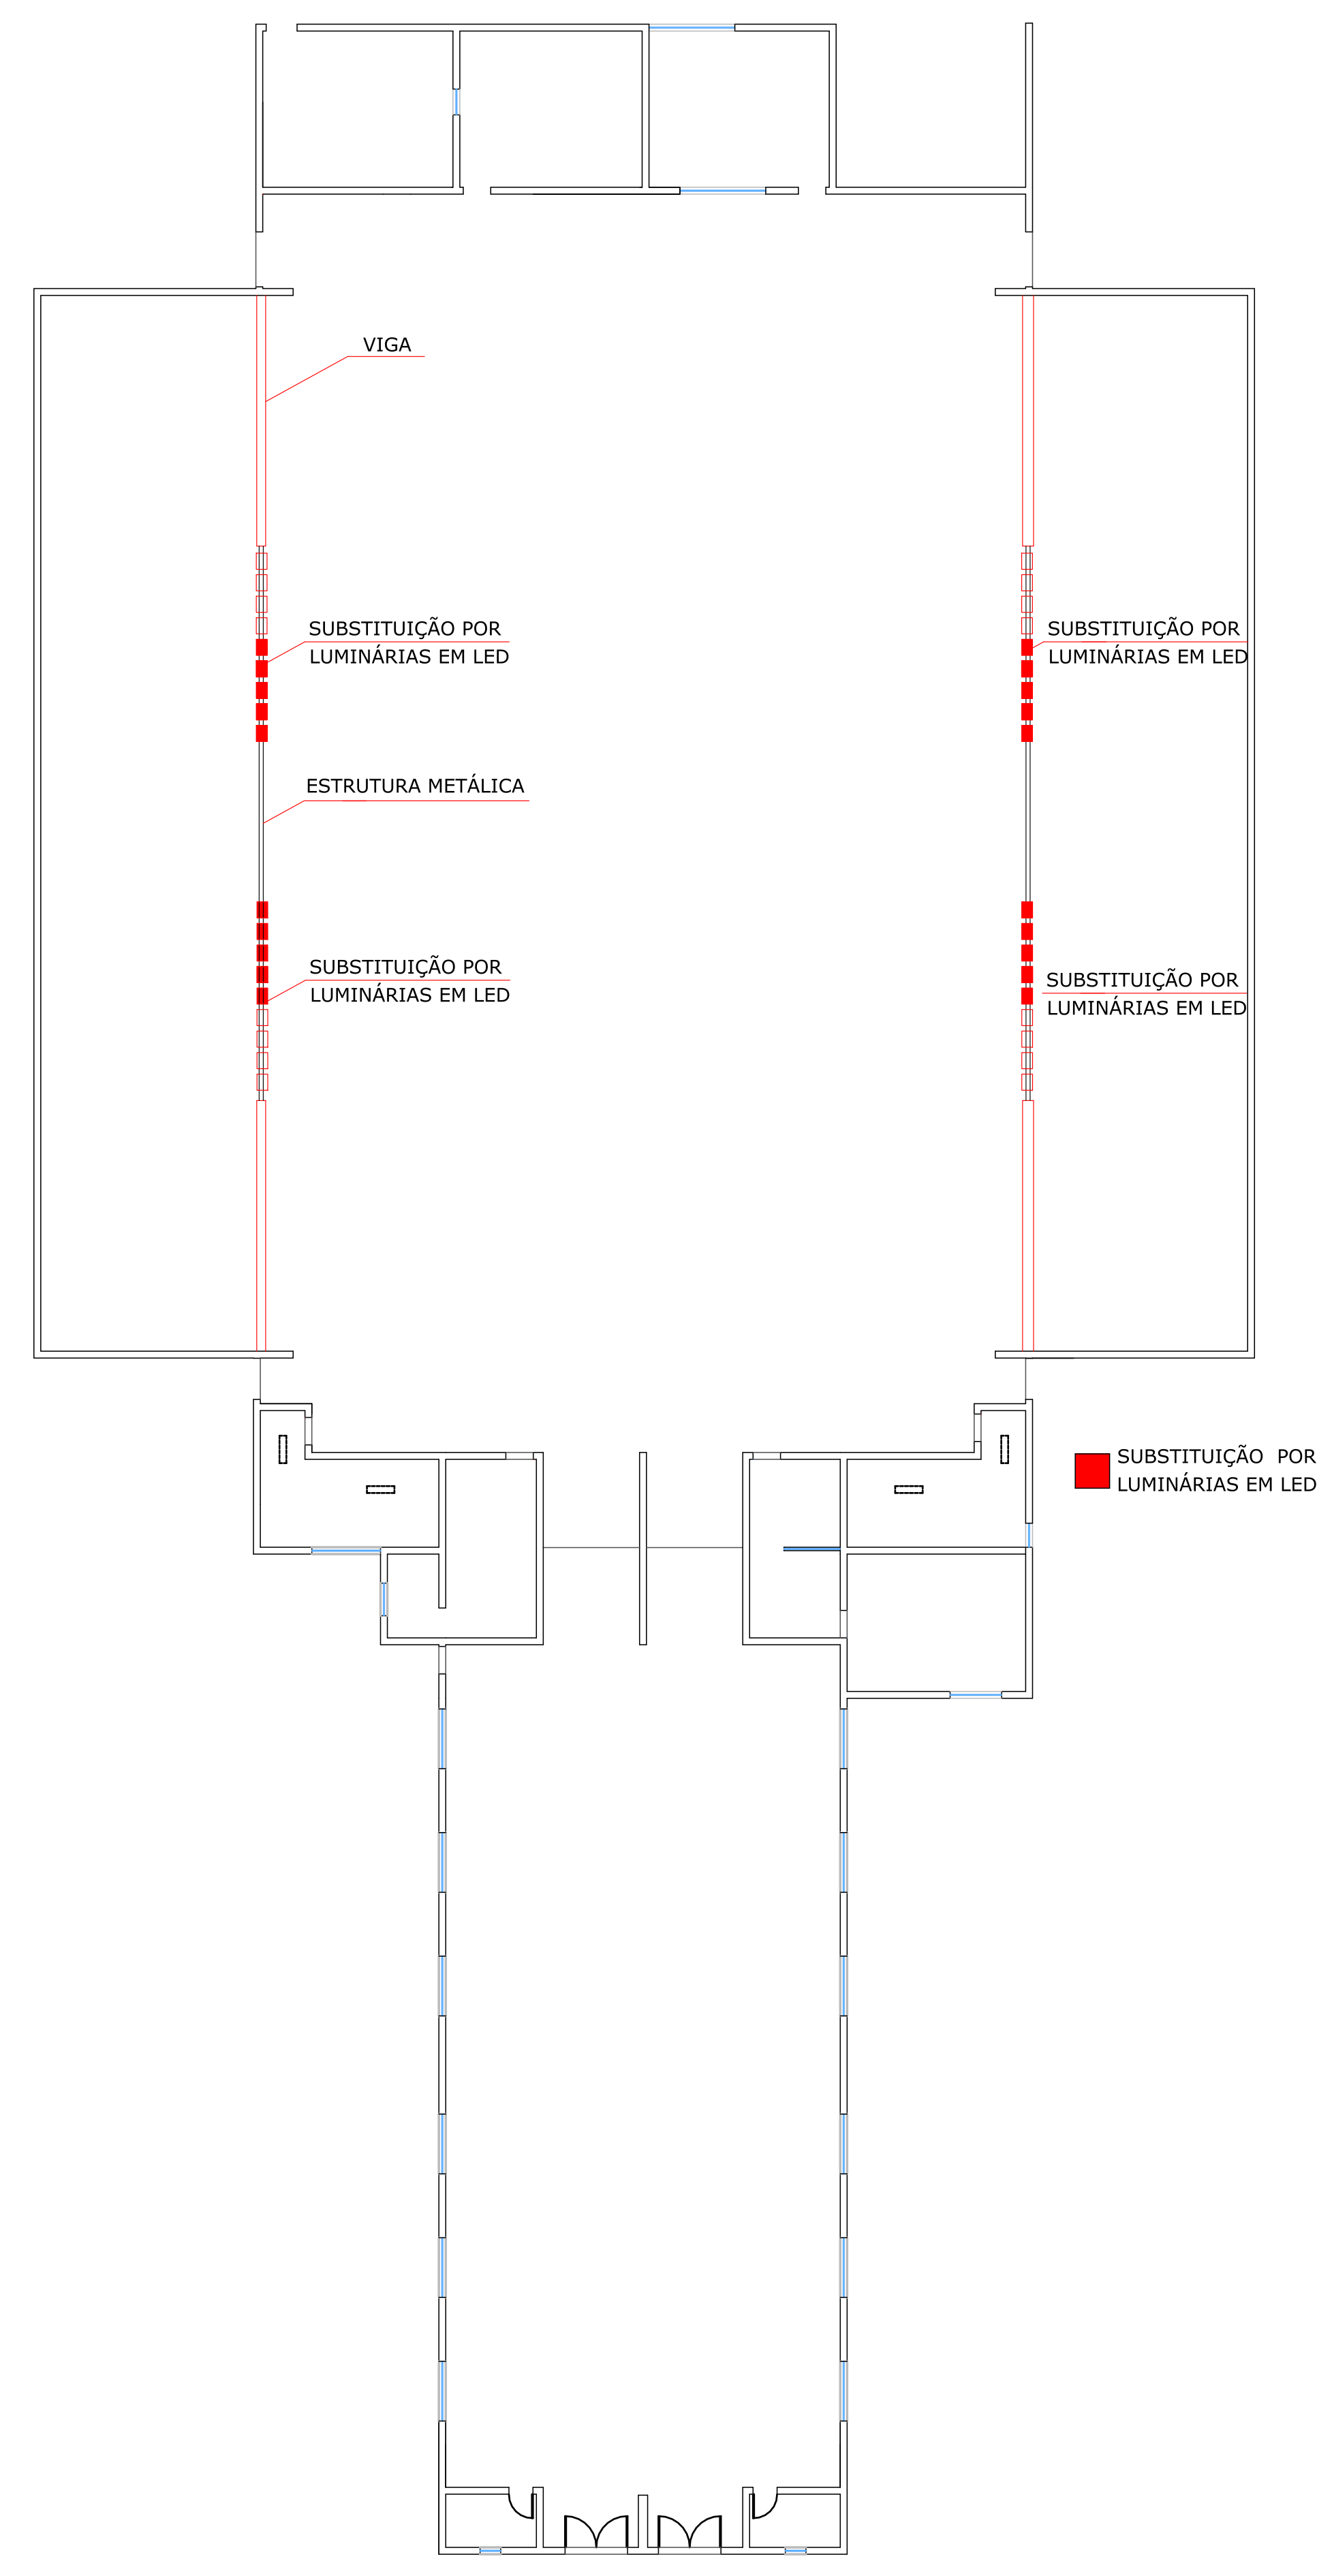 VIGA
SUBSTITUIÇÃO POR
LUMINÁRIAS EM LED
SUBSTITUIÇÃO POR
LUMINÁRIAS EM LED
ESTRUTURA METÁLICA
SUBSTITUIÇÃO POR
LUMINÁRIAS EM LED
SUBSTITUIÇÃO POR
LUMINÁRIAS EM LED
SUBSTITUIÇÃO POR
LUMINÁRIAS EM LED